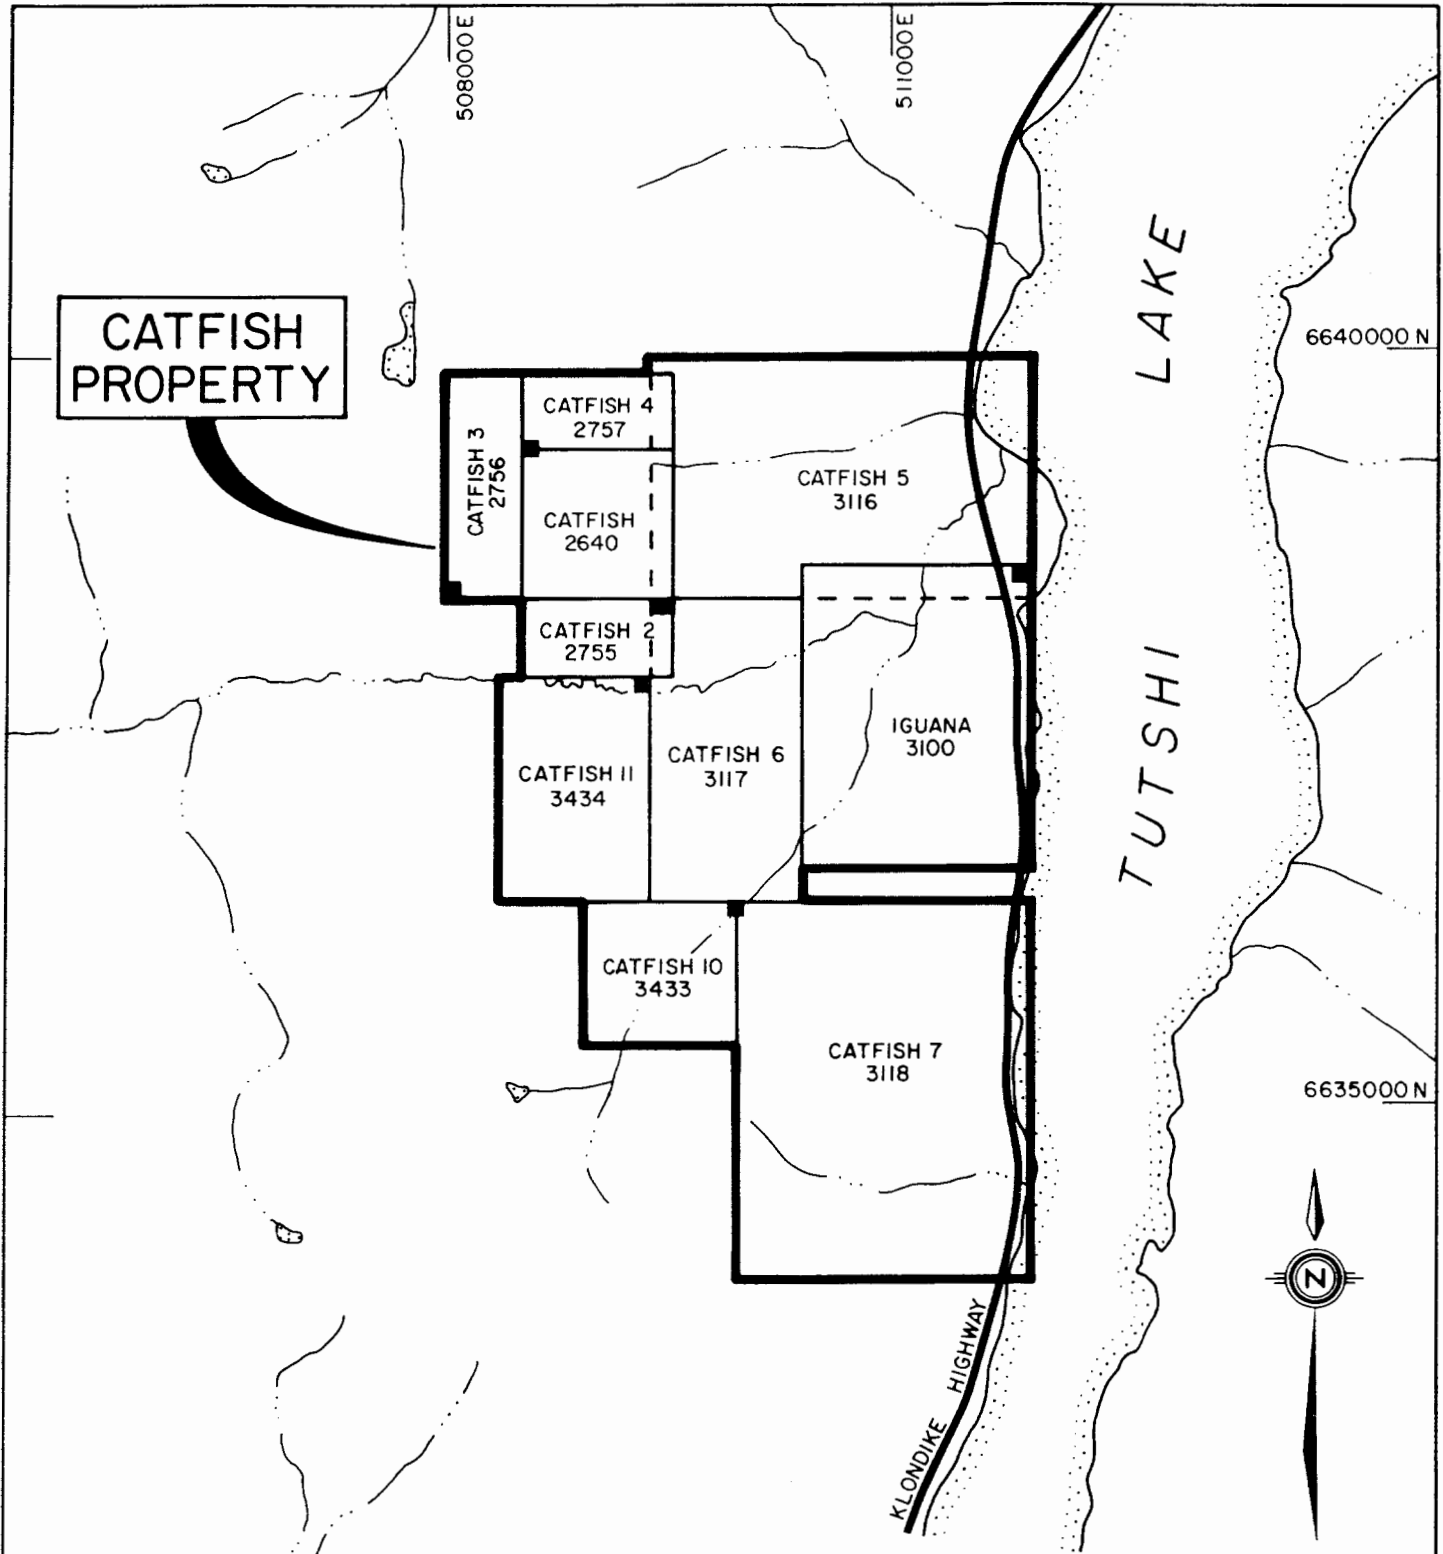 508000 E
511000 E
LAKE
TUTSHI
6640000 N
CATFISH
PROPERTY
CATFISH 3
2756
CATFISH 4
2757
CATFISH
2640
CATFISH 5
3116
CATFISH 2
2755
IGUANA
3100
CATFISH 6
3117
CATFISH 11
3434
CATFISH 10
3433
CATFISH 7
3118
6635000 N
N
KLONDIKE HIGHWAY